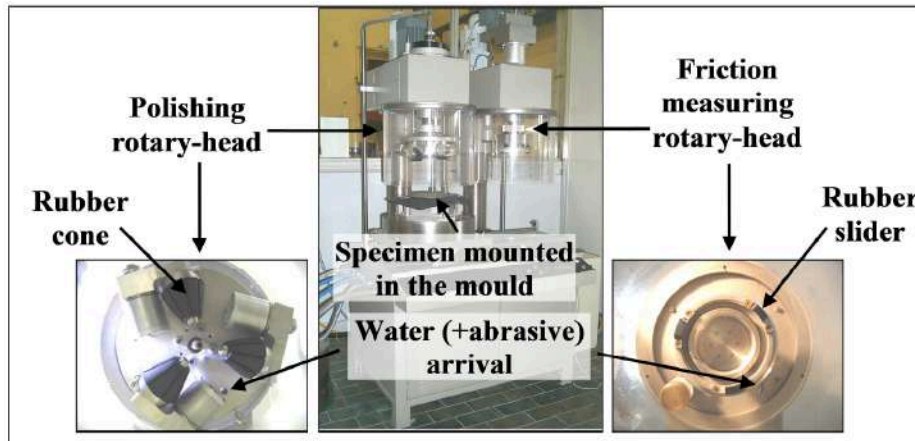 Polishing
rotary-head
Rubber
cone
Friction
measuring
rotary-head
Rubber
slider
Specimen mounted
in the mould
Water (+abrasive)
arrival